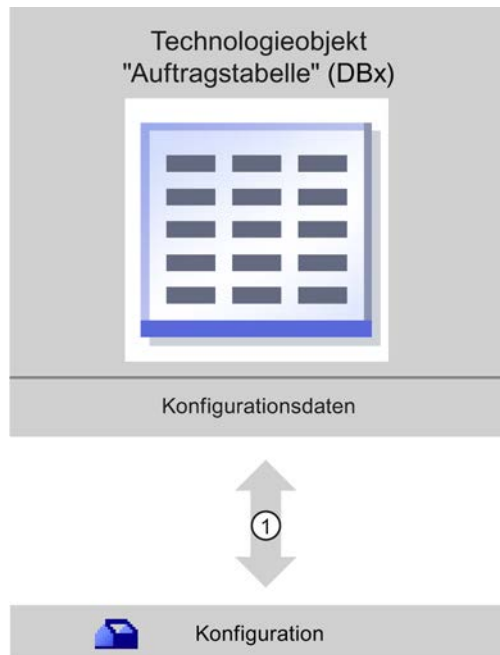 Technologieobjekt
"Auftragstabelle" (DBx)
Konfigurationsdaten
1
Konfiguration